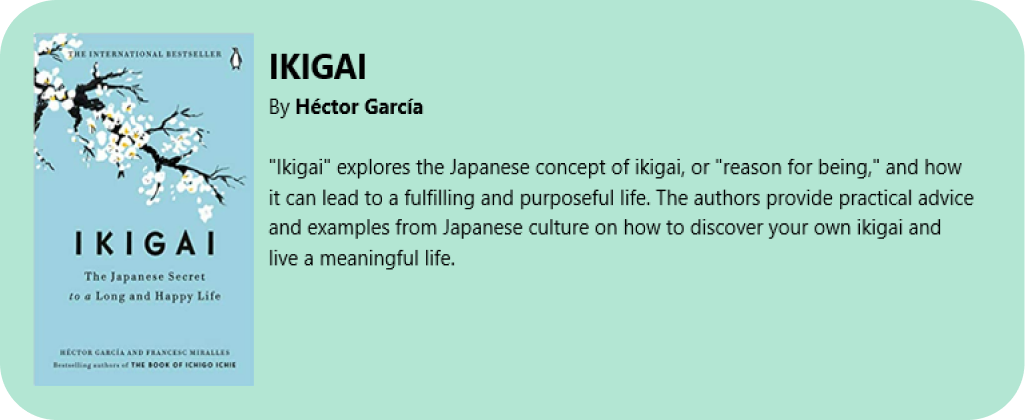 THE INTERNATIONAL BESTSELLER
IKIGAI
The Japanese Secret
to a Long and Happy Life
HÉCTOR GARCÍA AND FRANCESC MIRALLES
Bestselling authors of THE BOOK OF ICHIGO ICHIE
IKIGAI
By Héctor García
"Ikigai" explores the Japanese concept of ikigai, or "reason for being," and how
it can lead to a fulfilling and purposeful life. The authors provide practical advice
and examples from Japanese culture on how to discover your own ikigai and
live a meaningful life.